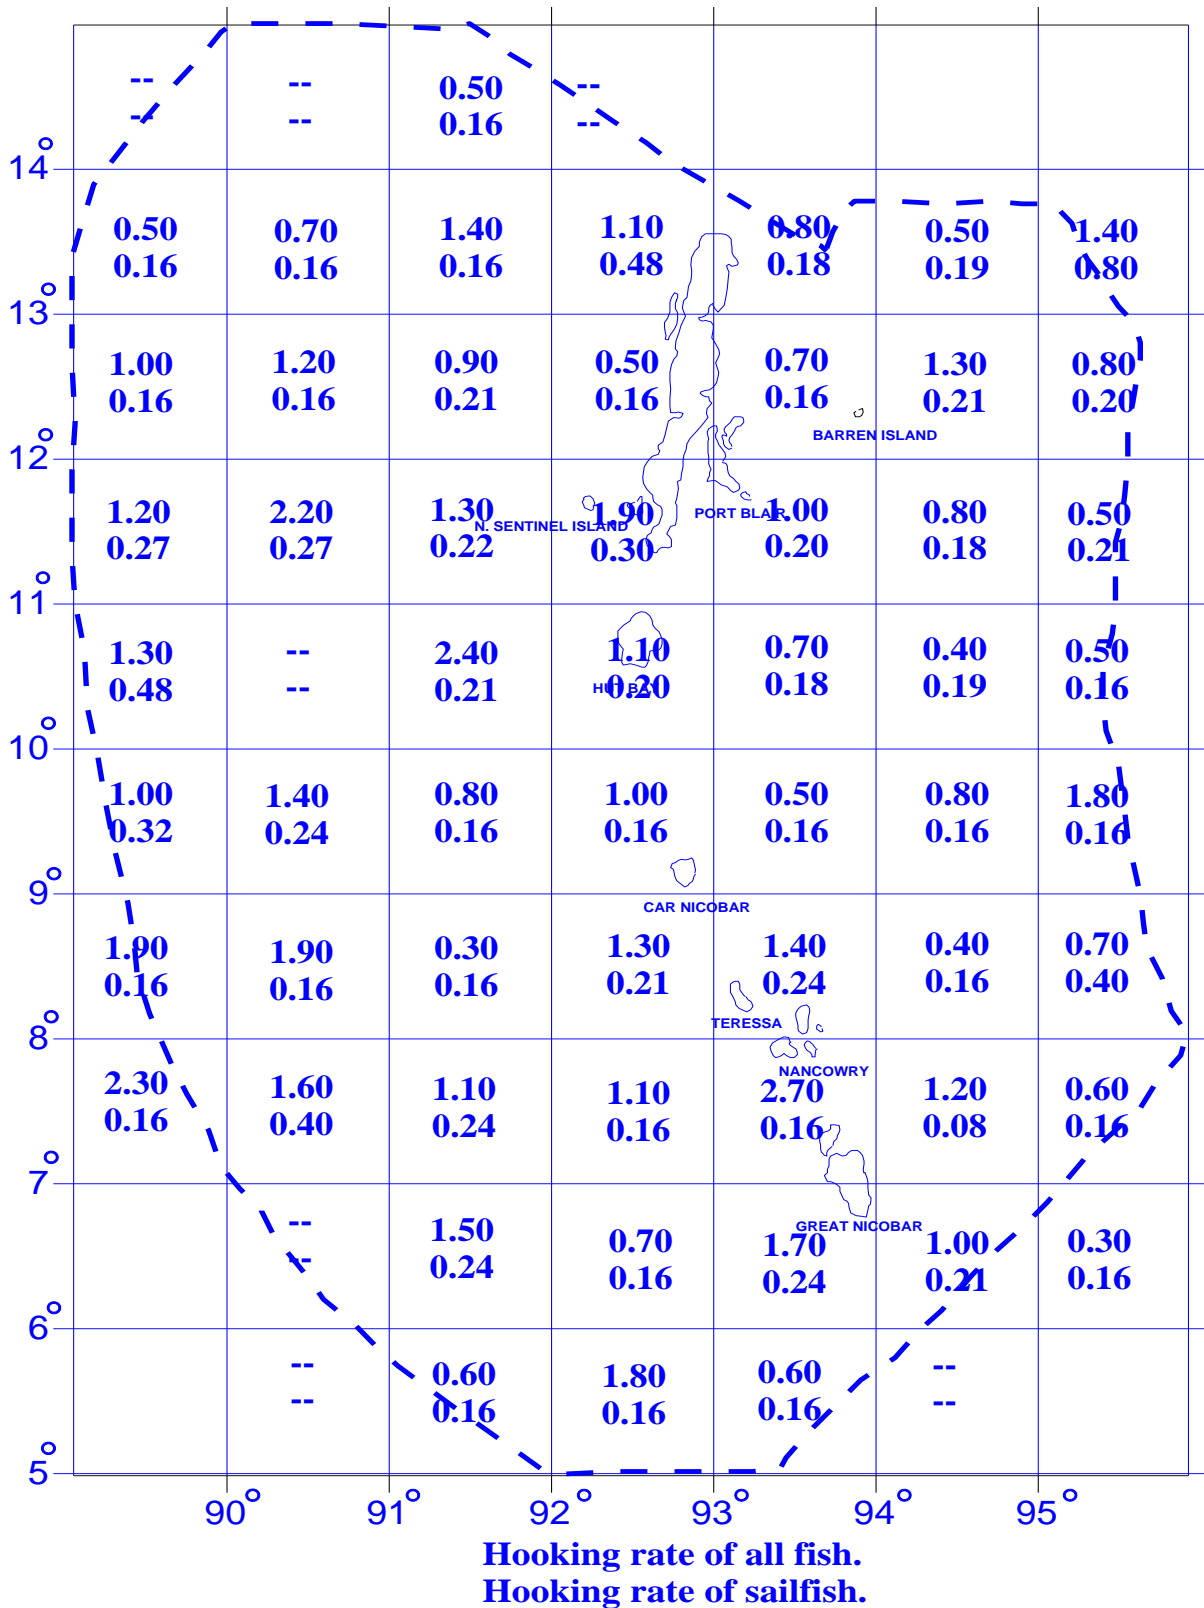 -- -- 0.50 --
-- -- 0.16 --
14°
0.50 0.70 1.40 1.10 0.80 0.50 1.40
0.16 0.16 0.16 0.48 0.18 0.19 0.80
13°
1.00 1.20 0.90 0.50 0.70 1.30 0.80
0.16 0.16 0.21 0.16 0.16 0.21 0.20
BARREN ISLAND
12°
1.20 2.20 1.30 1.90 1.00 0.80 0.50
N. SENTINEL ISLAND PORT BLAIR
0.27 0.27 0.22 0.30 0.20 0.18 0.21
11°
1.30 -- 2.40 1.10 0.70 0.40 0.50
0.48 -- 0.21 0.20 0.18 0.19 0.16
HUT BAY
10°
1.00 1.40 0.80 1.00 0.50 0.80 1.80
0.32 0.24 0.16 0.16 0.16 0.16 0.16
9°
CAR NICOBAR
1.90 1.90 0.30 1.30 1.40 0.40 0.70
0.16 0.16 0.16 0.21 0.24 0.16 0.40
TERESSA
8°
NANCOWRY
2.30 1.60 1.10 1.10 2.70 1.20 0.60
0.16 0.40 0.24 0.16 0.16 0.08 0.16
7°
GREAT NICOBAR
-- 1.50 0.70 1.70 1.00 0.30
-- 0.24 0.16 0.24 0.21 0.16
6°
-- 0.60 1.80 0.60 --
-- 0.16 0.16 0.16 --
5°
90° 91° 92° 93° 94° 95°
Hooking rate of all fish.
Hooking rate of sailfish.